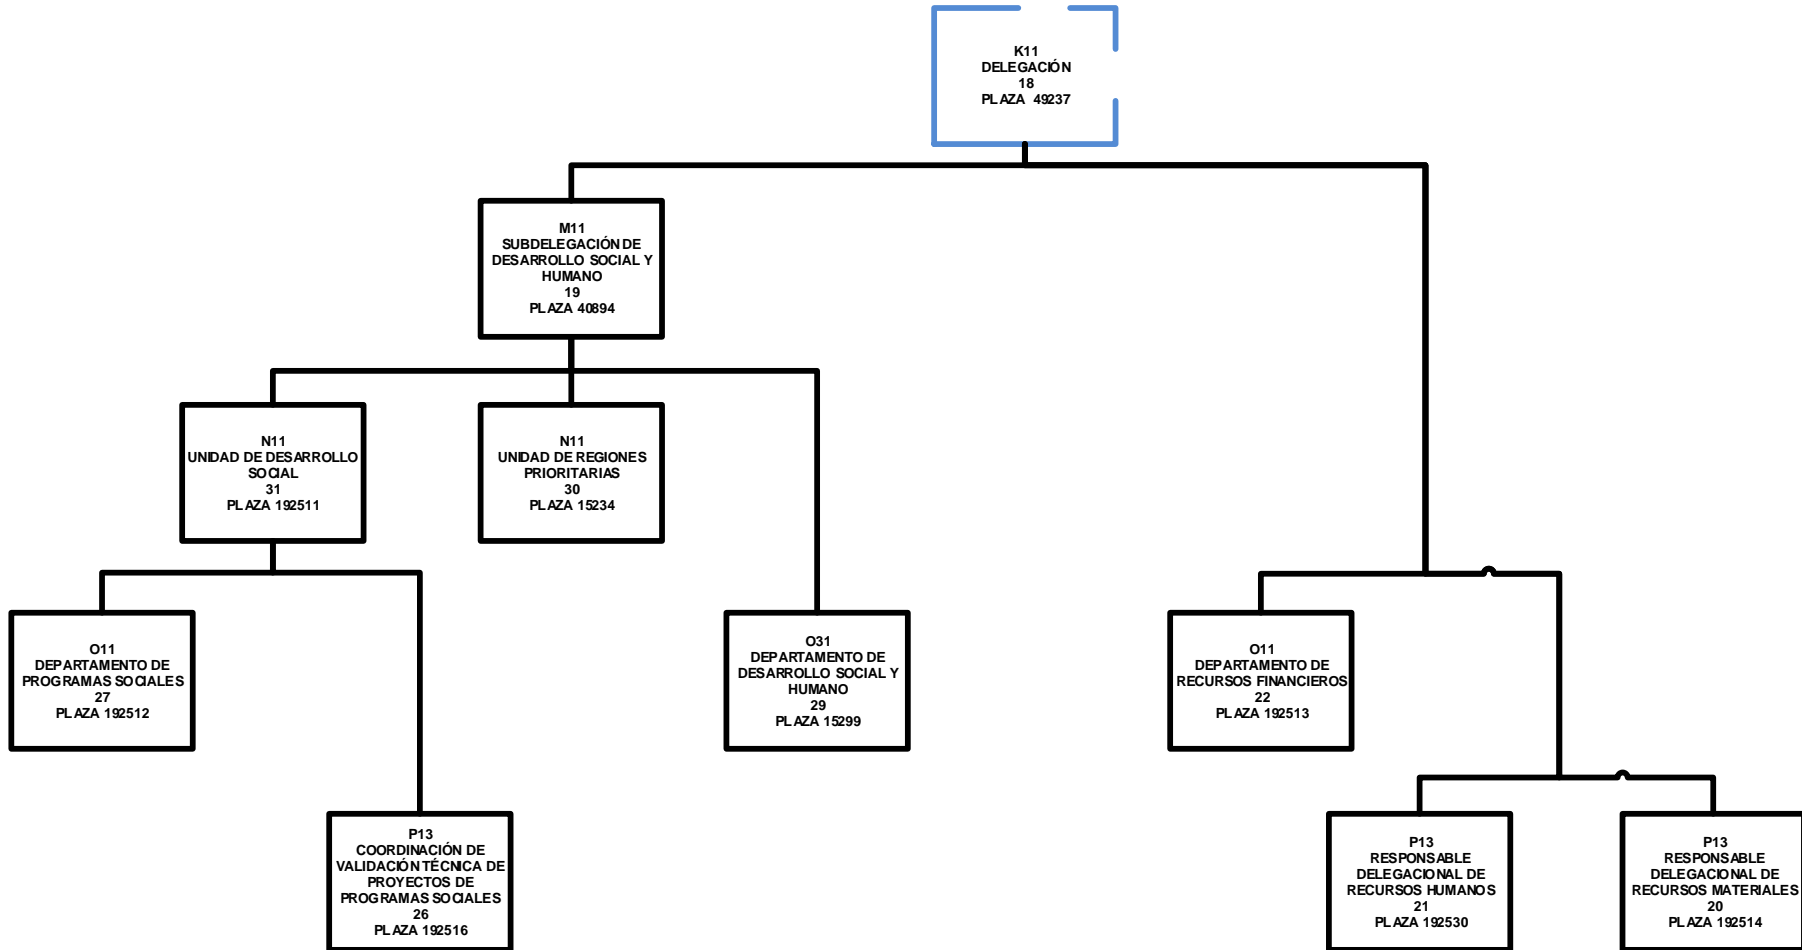 K11
DELEGACIÓN
18
PLAZA 49237
M11
SUBDELEGACIÓN DE
DESARROLLO SOCIAL Y
HUMANO
19
PLAZA 40894
N11
UNIDAD DE DESARROLLO
SOCIAL
31
PLAZA 192511
N11
UNIDAD DE REGIONES
PRIORITARIAS
30
PLAZA 15234
O11
DEPARTAMENTO DE
PROGRAMAS SOCIALES
27
PLAZA 192512
O31
DEPARTAMENTO DE
DESARROLLO SOCIAL Y
HUMANO
29
PLAZA 15299
O11
DEPARTAMENTO DE
RECURSOS FINANCIEROS
22
PLAZA 192513
P13
COORDINACIÓN DE
VALIDACIÓN TÉCNICA DE
PROYECTOS DE
PROGRAMAS SOCIALES
26
PLAZA 192516
P13
RESPONSABLE
DELEGACIONAL DE
RECURSOS HUMANOS
21
PLAZA 192530
P13
RESPONSABLE
DELEGACIONAL DE
RECURSOS MATERIALES
20
PLAZA 192514